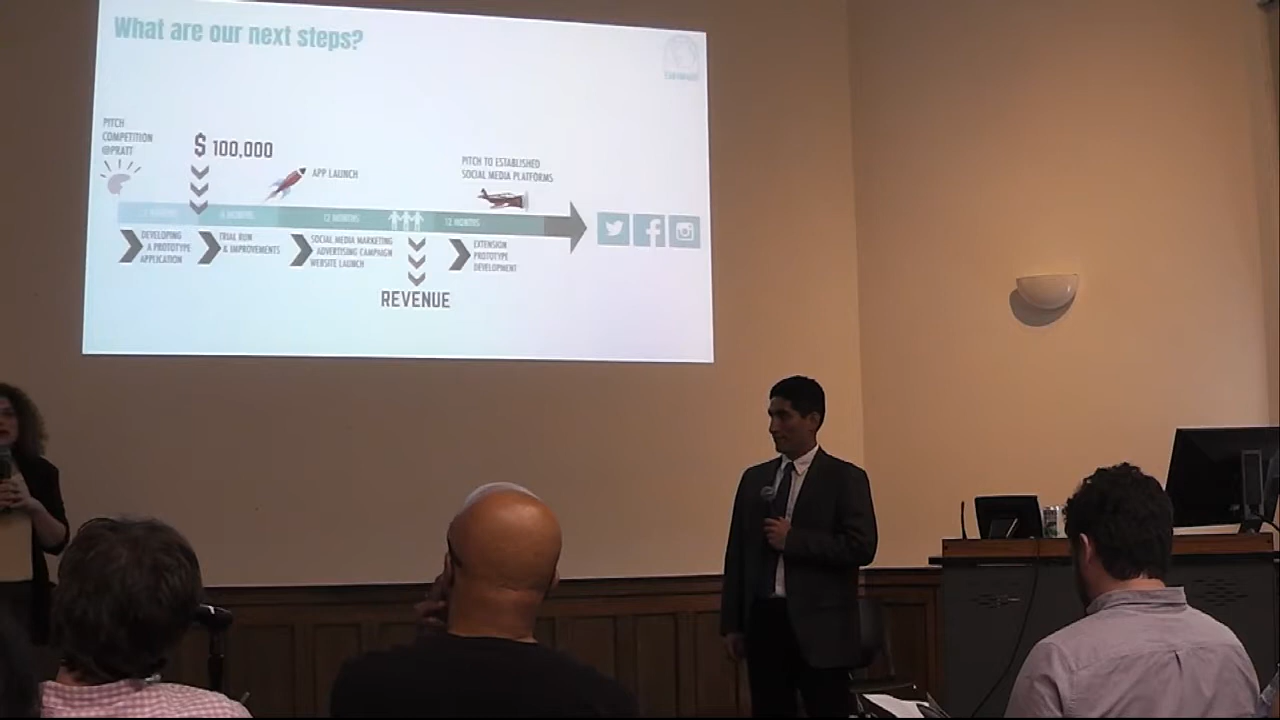 What are our next steps?
PITCH
COMPETITION
@PRATT
$ 100,000
APP LAUNCH
PITCH TO ESTABLISHED
SOCIAL MEDIA PLATFORMS
MONTHS
12 MONTHS
12 MONTHS
DEVELOPING
A PROTOTYPE
APPLICATION
TRIAL RUN
& IMPROVEMENTS
SOCIAL MEDIA MARKETING
ADVERTISING CAMPAIGN
WEBSITE LAUNCH
EXTENSION
PROTOTYPE
DEVELOPMENT
REVENUE